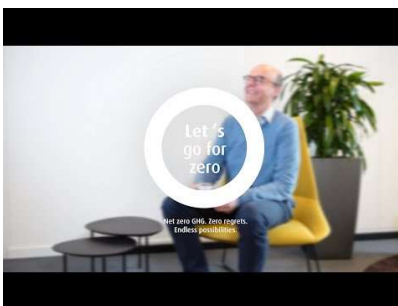 Let 's
go for
zero
Net zero GHG. Zero regrets.
Endless possibilities.